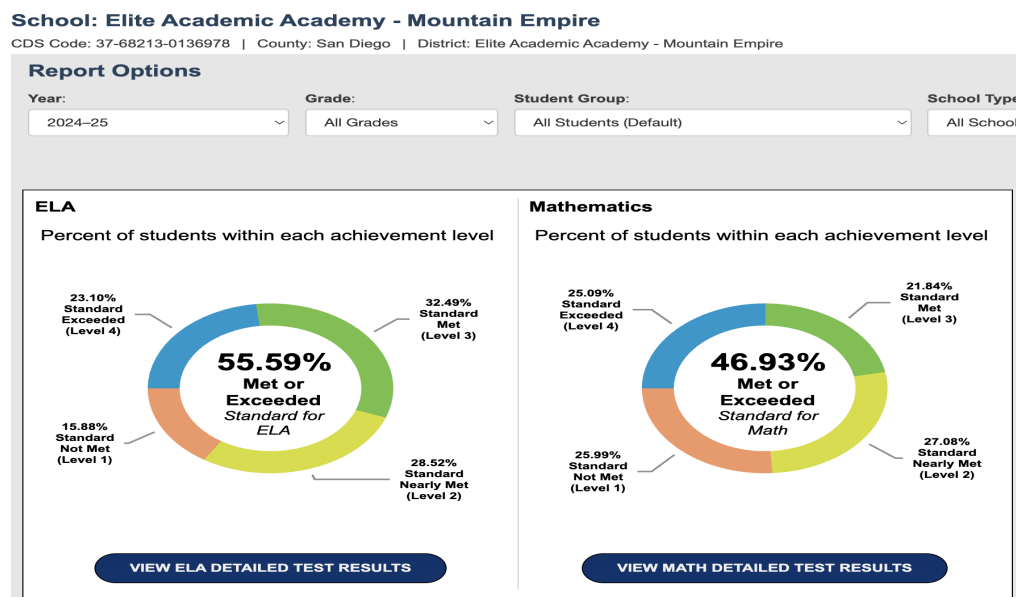 School: Elite Academic Academy - Mountain Empire
CDS Code: 37-68213-0136978 | County: San Diego | District: Elite Academic Academy - Mountain Empire
Report Options
Year:
2024–25
Grade:
All Grades
Student Group:
All Students (Default)
School Type
All School
ELA
Percent of students within each achievement level
23.10%
Standard
Exceeded
(Level 4)
32.49%
Standard
Met
(Level 3)
55.59%
Met or
Exceeded
Standard for
ELA
15.88%
Standard
Not Met
(Level 1)
28.52%
Standard
Nearly Met
(Level 2)
VIEW ELA DETAILED TEST RESULTS
Mathematics
Percent of students within each achievement level
25.09%
Standard
Exceeded
(Level 4)
21.84%
Standard
Met
(Level 3)
46.93%
Met or
Exceeded
Standard for
Math
25.99%
Standard
Not Met
(Level 1)
27.08%
Standard
Nearly Met
(Level 2)
VIEW MATH DETAILED TEST RESULTS